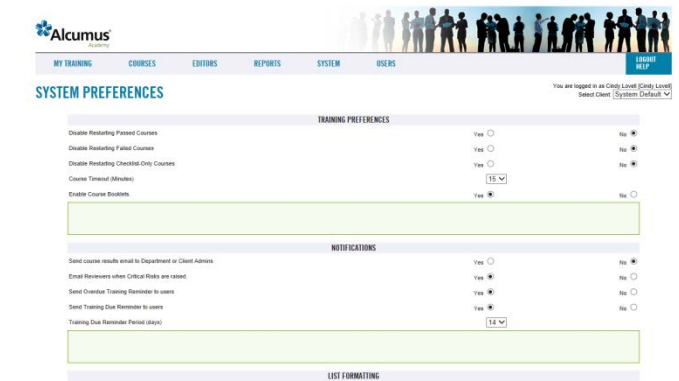 Alcumus
Academy
MY TRAINING COURSES EDITORS REPORTS SYSTEM USERS LOGOUT
HELP
SYSTEM PREFERENCES
You are logged in as Cindy Lovell [Cindy Lovell]
Select Client: System Default
TRAINING PREFERENCES
Disable Restarting Passed Courses Yes No
Disable Restarting Failed Courses Yes No
Disable Restarting Checklist-Only Courses Yes No
Course Timeout (Minutes) 15
Enable Course Booklets Yes No
NOTIFICATIONS
Send course results email to Department or Client Admins Yes No
Email Reviewers when Critical Risks are raised Yes No
Send Overdue Training Reminder to users Yes No
Send Training Due Reminder to users Yes No
Training Due Reminder Period (days) 14
LIST FORMATTING